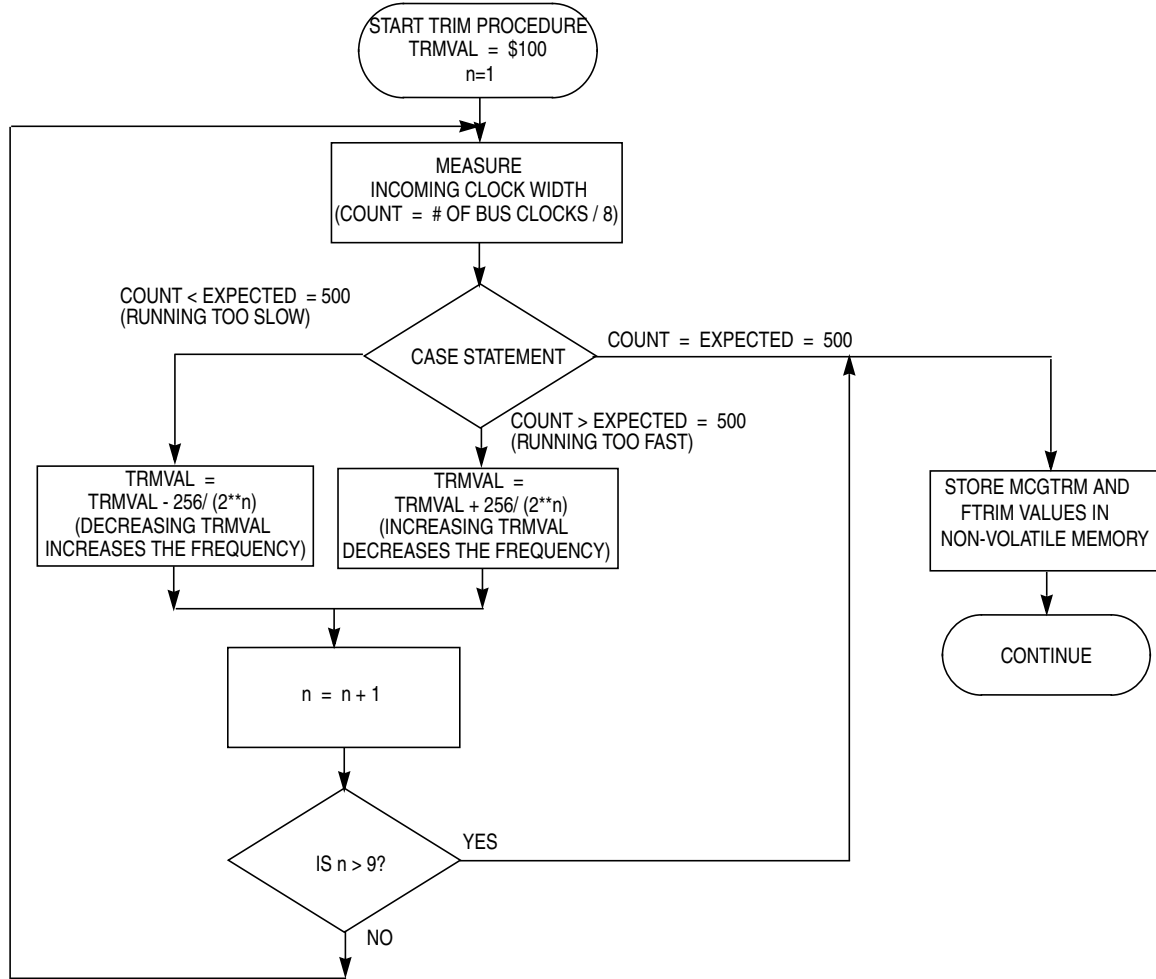 START TRIM PROCEDURE
TRMVAL = $100
n=1
MEASURE
INCOMING CLOCK WIDTH
(COUNT = # OF BUS CLOCKS / 8)
COUNT < EXPECTED = 500
(RUNNING TOO SLOW)
CASE STATEMENT
COUNT = EXPECTED = 500
COUNT > EXPECTED = 500
(RUNNING TOO FAST)
TRMVAL =
TRMVAL - 256/ (2**n)
(DECREASING TRMVAL
INCREASES THE FREQUENCY)
TRMVAL =
TRMVAL + 256/ (2**n)
(INCREASING TRMVAL
DECREASES THE FREQUENCY)
STORE MCGTRM AND
FTRIM VALUES IN
NON-VOLATILE MEMORY
CONTINUE
n = n + 1
IS n > 9?
YES
NO